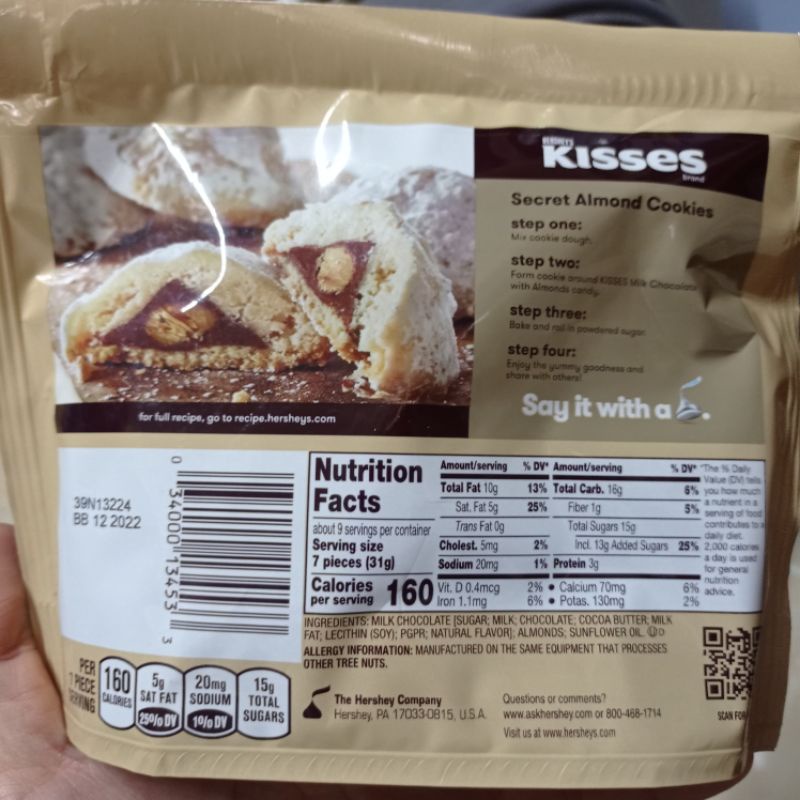 HERSHEY'S
KISSES
brand
Secret Almond Cookies
step one:
Mix cookie dough.
step two:
Form cookie around KISSES Milk Chocolate
with Almonds candy.
step three:
Bake and roll in powdered sugar.
step four:
Enjoy the yummy goodness and
share with others!
Say it with a
for full recipe, go to recipe.hersheys.com
39N13224
BB 12 2022
0 34000 13453 3
Nutrition
Facts
about 9 servings per container
Serving size
7 pieces (31g)
Calories
per serving 160
Amount/serving % DV*
Total Fat 10g 13%
Sat. Fat 5g 25%
Trans Fat 0g
Cholest. 5mg 2%
Sodium 20mg 1%
Amount/serving % DV*
Total Carb. 16g 6%
Fiber 1g 5%
Total Sugars 15g
Incl. 13g Added Sugars 25%
Protein 3g
Vit. D 0.4mcg 2% • Calcium 70mg 6%
Iron 1.1mg 6% • Potas. 130mg 2%
*The % Daily
Value (DV) tells
you how much
a nutrient in a
serving of food
contributes to a
daily diet.
2,000 calories
a day is used
for general
nutrition
advice.
INGREDIENTS: MILK CHOCOLATE [SUGAR; MILK; CHOCOLATE; COCOA BUTTER; MILK
FAT; LECITHIN (SOY); PGPR; NATURAL FLAVOR]; ALMONDS; SUNFLOWER OIL. U D
ALLERGY INFORMATION: MANUFACTURED ON THE SAME EQUIPMENT THAT PROCESSES
OTHER TREE NUTS.
PER
7 PIECE
SERVING
160
CALORIES
5g
SAT FAT
25% DV
20mg
SODIUM
1% DV
15g
TOTAL
SUGARS
The Hershey Company
Hershey, PA 17033-0815, U.S.A.
Questions or comments?
www.askhershey.com or 800-468-1714
Visit us at www.hersheys.com
SCAN FOR